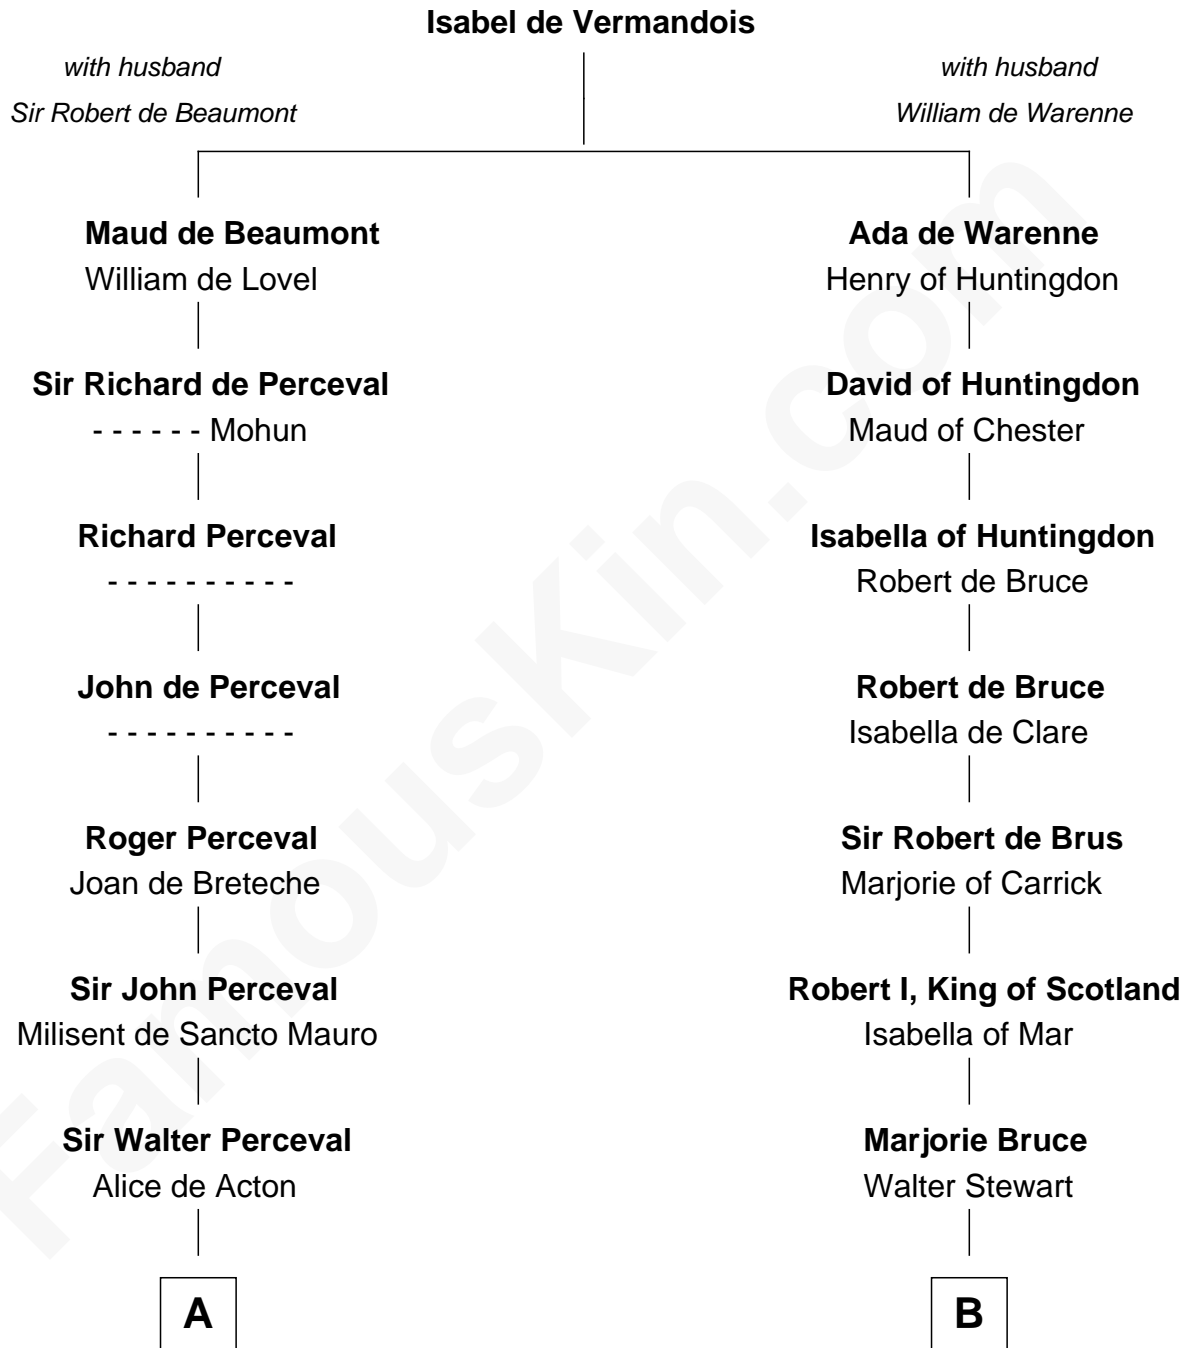 Isabel de Vermandois
with husband
Sir Robert de Beaumont
with husband
William de Warenne
Maud de Beaumont
William de Lovel
Ada de Warenne
Henry of Huntingdon
Sir Richard de Perceval
- - - - - - Mohun
David of Huntingdon
Maud of Chester
Richard Perceval
- - - - - - - - - -
Isabella of Huntingdon
Robert de Bruce
John de Perceval
- - - - - - - - - -
Robert de Bruce
Isabella de Clare
Roger Perceval
Joan de Breteche
Sir Robert de Brus
Marjorie of Carrick
Sir John Perceval
Milisent de Sancto Mauro
Robert I, King of Scotland
Isabella of Mar
Sir Walter Perceval
Alice de Acton
Marjorie Bruce
Walter Stewart
A
B
FamousKin.com